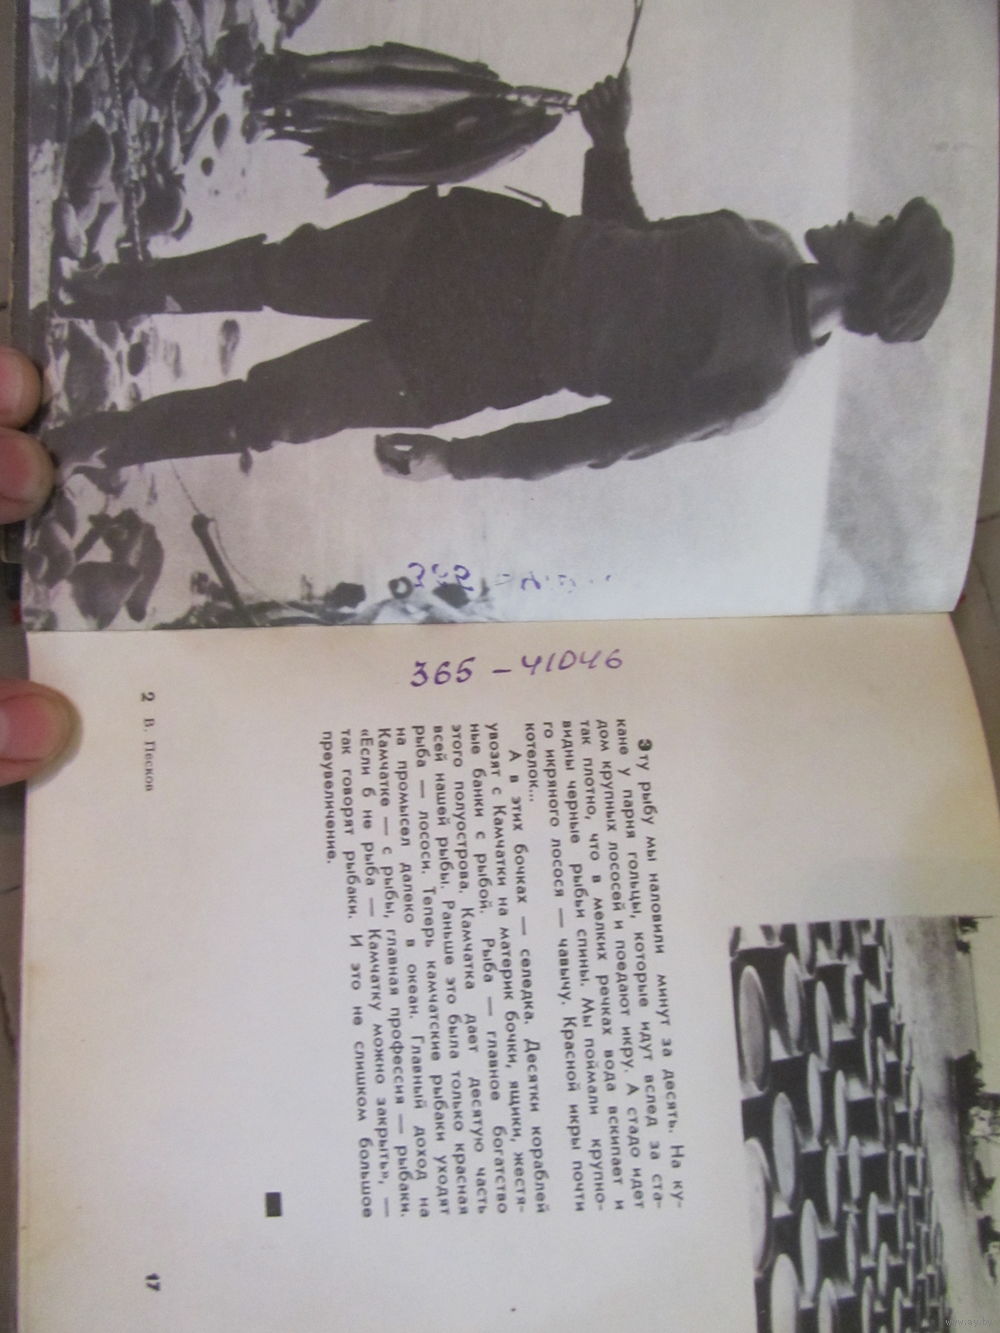 365 – 41046
Эту рыбу мы наловили минут за десять. На ку-
кане у парня гольцы, которые идут вслед за ста-
дом крупных лососей и поедают икру. А стадо идет
так плотно, что в мелких речках вода вскипает и
видны черные рыбьи спины. Мы поймали крупно-
го икряного лосося — чавычу. Красной икры почти
котелок...
А в этих бочках — селедка. Десятки кораблей
увозят с Камчатки на материк бочки, ящики, жестя-
ные банки с рыбой. Рыба — главное богатство
этого полуострова. Камчатка дает десятую часть
всей нашей рыбы. Раньше это была только красная
рыба — лососи. Теперь камчатские рыбаки уходят
на промысел далеко в океан. Главный доход на
Камчатке — с рыбы, главная профессия — рыбаки.
«Если б не рыба — Камчатку можно закрыть», —
так говорят рыбаки. И это не слишком большое
преувеличение.
2 В. Песков
17